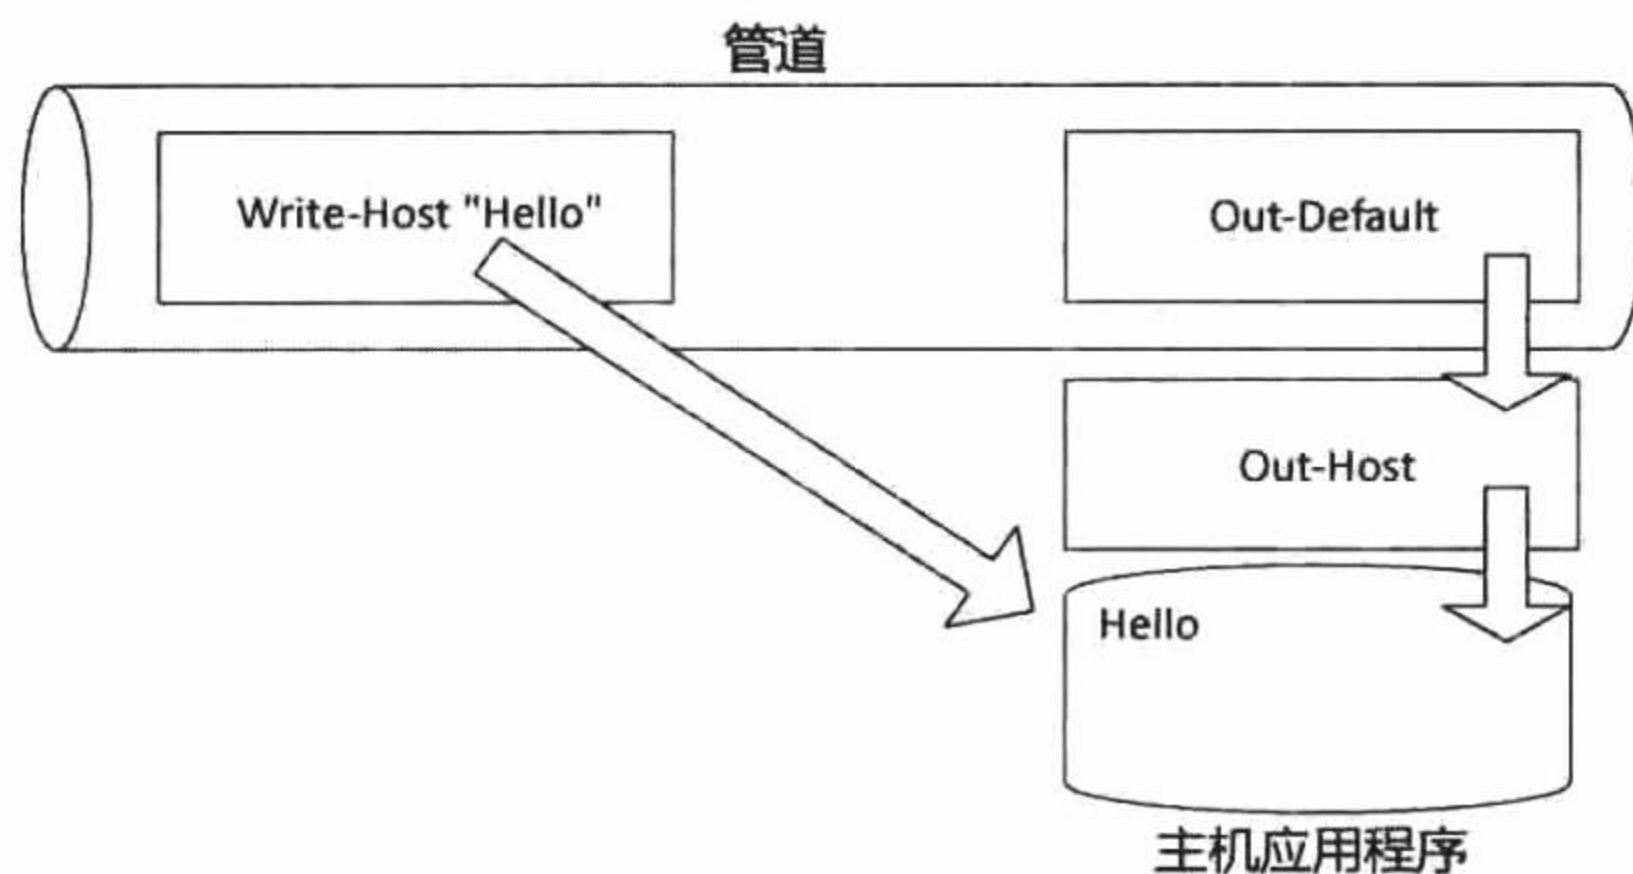 管道
Write-Host "Hello"
Out-Default
Out-Host
Hello
主机应用程序